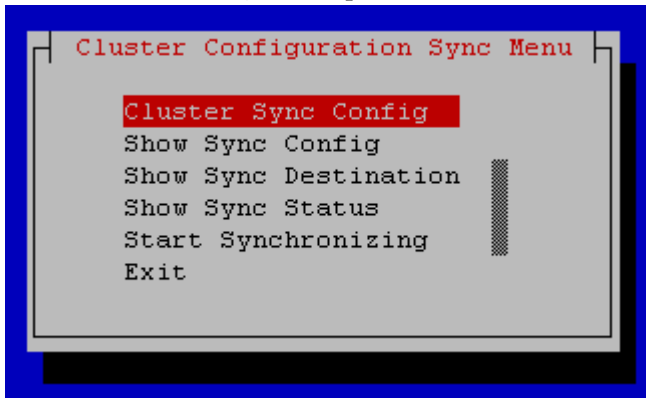 Cluster Configuration Sync Menu
Cluster Sync Config
Show Sync Config
Show Sync Destination
Show Sync Status
Start Synchronizing
Exit